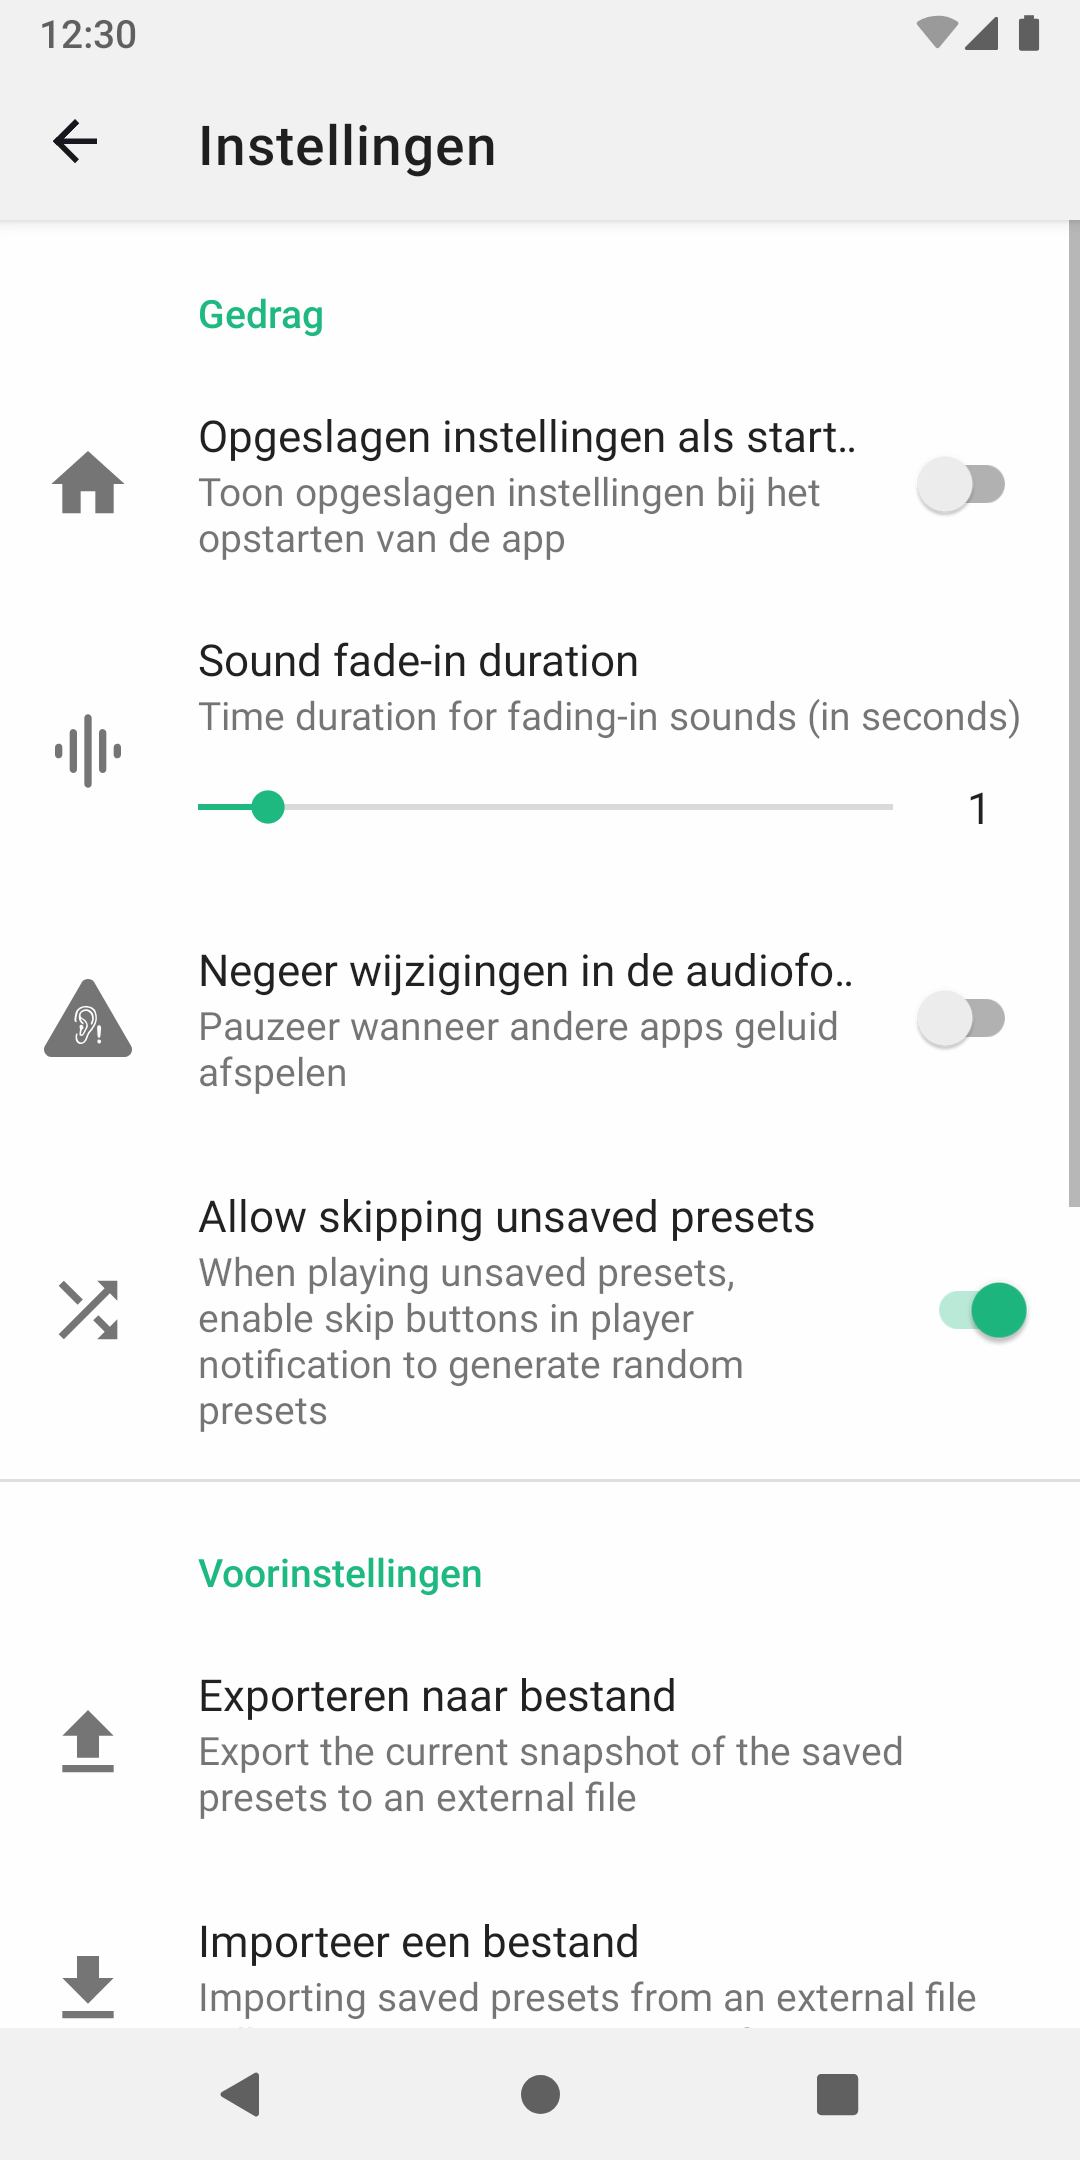 12:30
Instellingen
Gedrag
Opgeslagen instellingen als start..
Toon opgeslagen instellingen bij het
opstarten van de app
Sound fade-in duration
Time duration for fading-in sounds (in seconds)
1
Negeer wijzigingen in de audiofo..
Pauzeer wanneer andere apps geluid
afspelen
Allow skipping unsaved presets
When playing unsaved presets,
enable skip buttons in player
notification to generate random
presets
Voorinstellingen
Exporteren naar bestand
Export the current snapshot of the saved
presets to an external file
Importeer een bestand
Importing saved presets from an external file